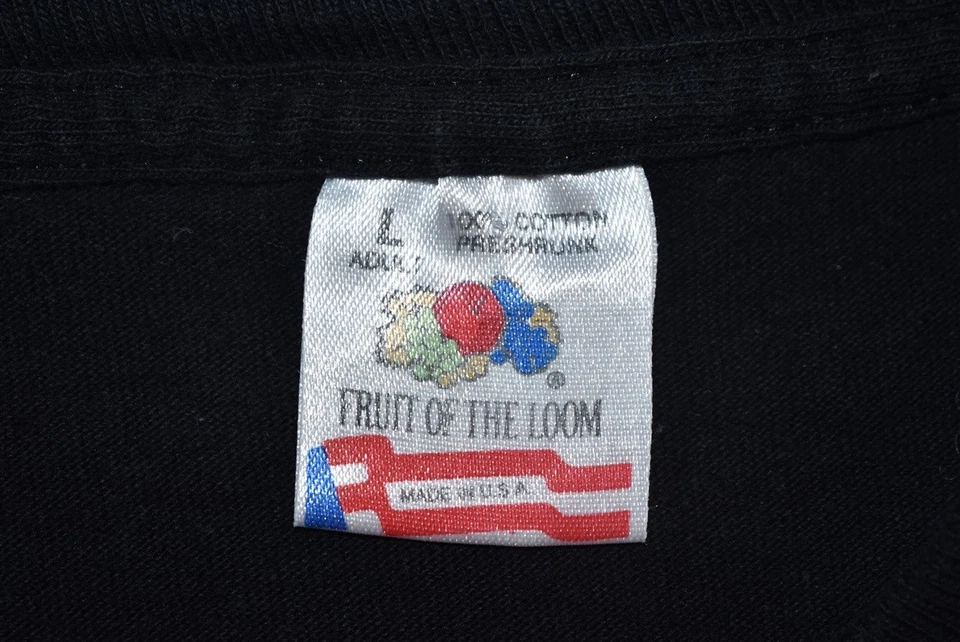 L 100% COTTON
ADULT PRESHRUNK
®
FRUIT OF THE LOOM
MADE IN U.S.A.